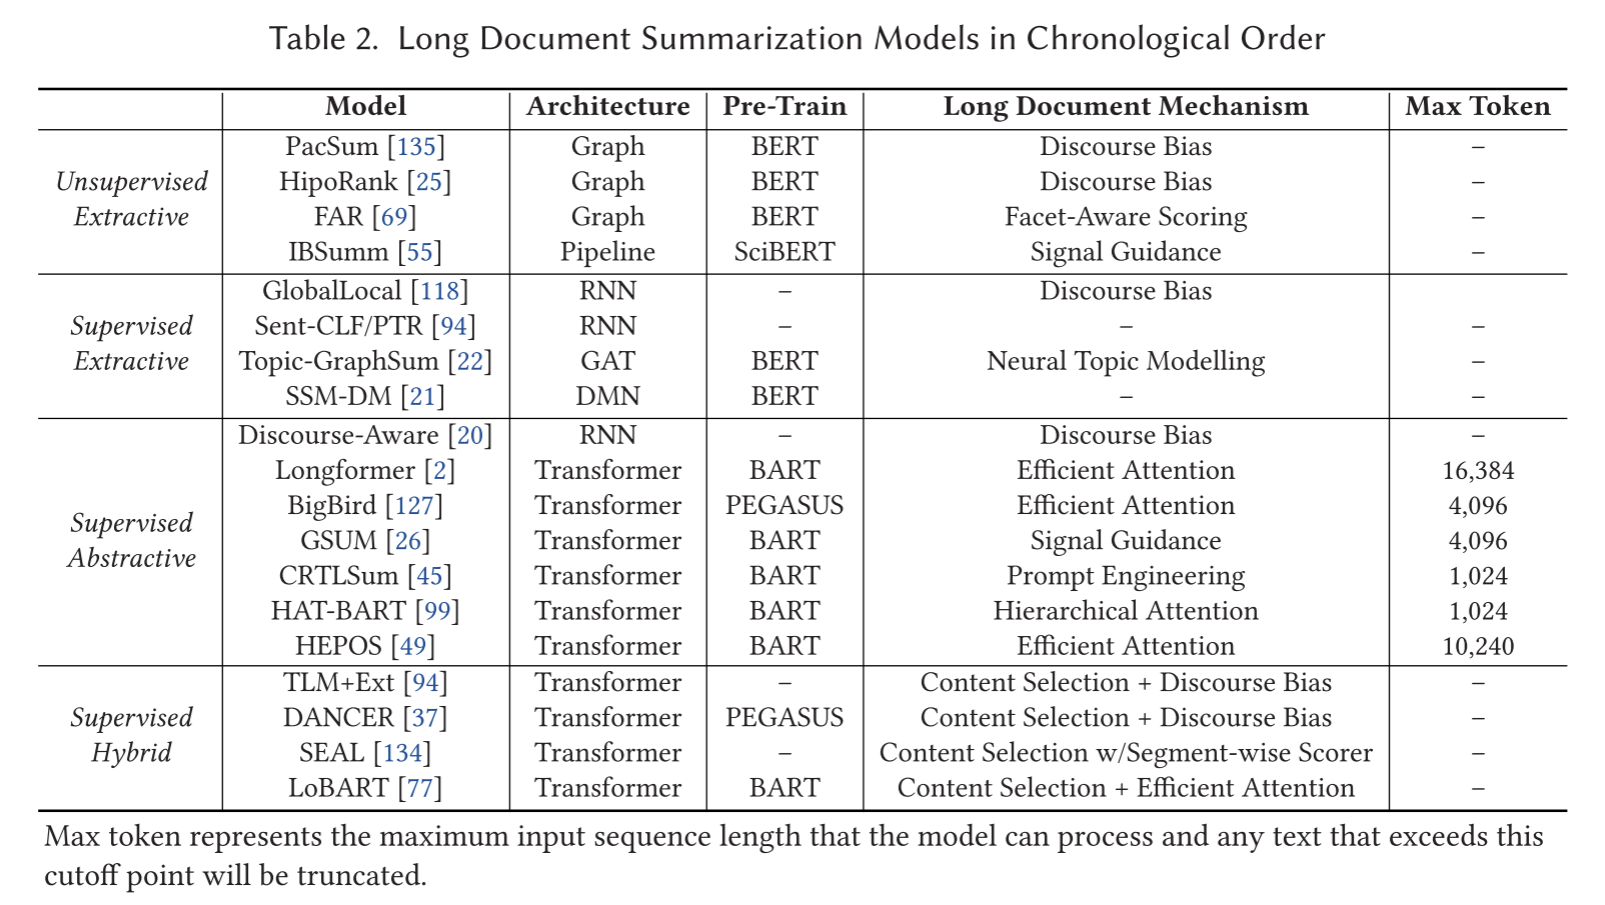 Table 2. Long Document Summarization Models in Chronological Order
Model Architecture Pre-Train Long Document Mechanism Max Token
Unsupervised Extractive
PacSum [135] Graph BERT Discourse Bias –
HipoRank [25] Graph BERT Discourse Bias –
FAR [69] Graph BERT Facet-Aware Scoring –
IBSumm [55] Pipeline SciBERT Signal Guidance –
Supervised Extractive
GlobalLocal [118] RNN – Discourse Bias
Sent-CLF/PTR [94] RNN – – –
Topic-GraphSum [22] GAT BERT Neural Topic Modelling –
SSM-DM [21] DMN BERT – –
Supervised Abstractive
Discourse-Aware [20] RNN – Discourse Bias –
Longformer [2] Transformer BART Efficient Attention 16,384
BigBird [127] Transformer PEGASUS Efficient Attention 4,096
GSUM [26] Transformer BART Signal Guidance 4,096
CRTLSum [45] Transformer BART Prompt Engineering 1,024
HAT-BART [99] Transformer BART Hierarchical Attention 1,024
HEPOS [49] Transformer BART Efficient Attention 10,240
Supervised Hybrid
TLM+Ext [94] Transformer – Content Selection + Discourse Bias –
DANCER [37] Transformer PEGASUS Content Selection + Discourse Bias –
SEAL [134] Transformer – Content Selection w/Segment-wise Scorer –
LoBART [77] Transformer BART Content Selection + Efficient Attention –
Max token represents the maximum input sequence length that the model can process and any text that exceeds this
cutoff point will be truncated.